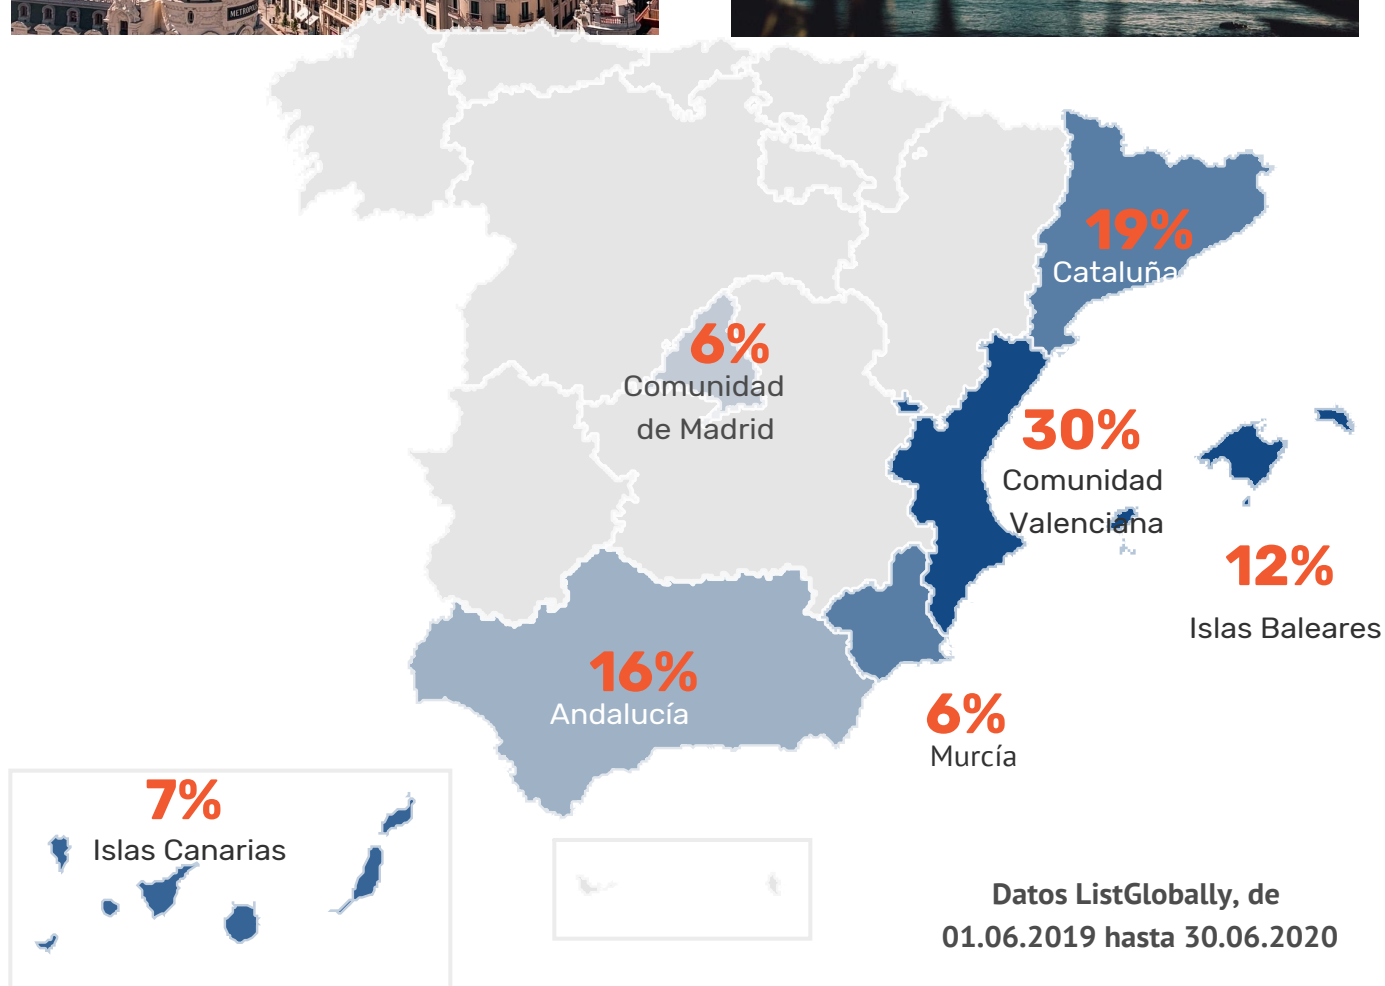 METROPOLIS
19%
Cataluña
6%
Comunidad
de Madrid
30%
Comunidad
Valenciana
12%
Islas Baleares
16%
Andalucía
6%
Murcía
7%
Islas Canarias
Datos ListGlobally, de
01.06.2019 hasta 30.06.2020